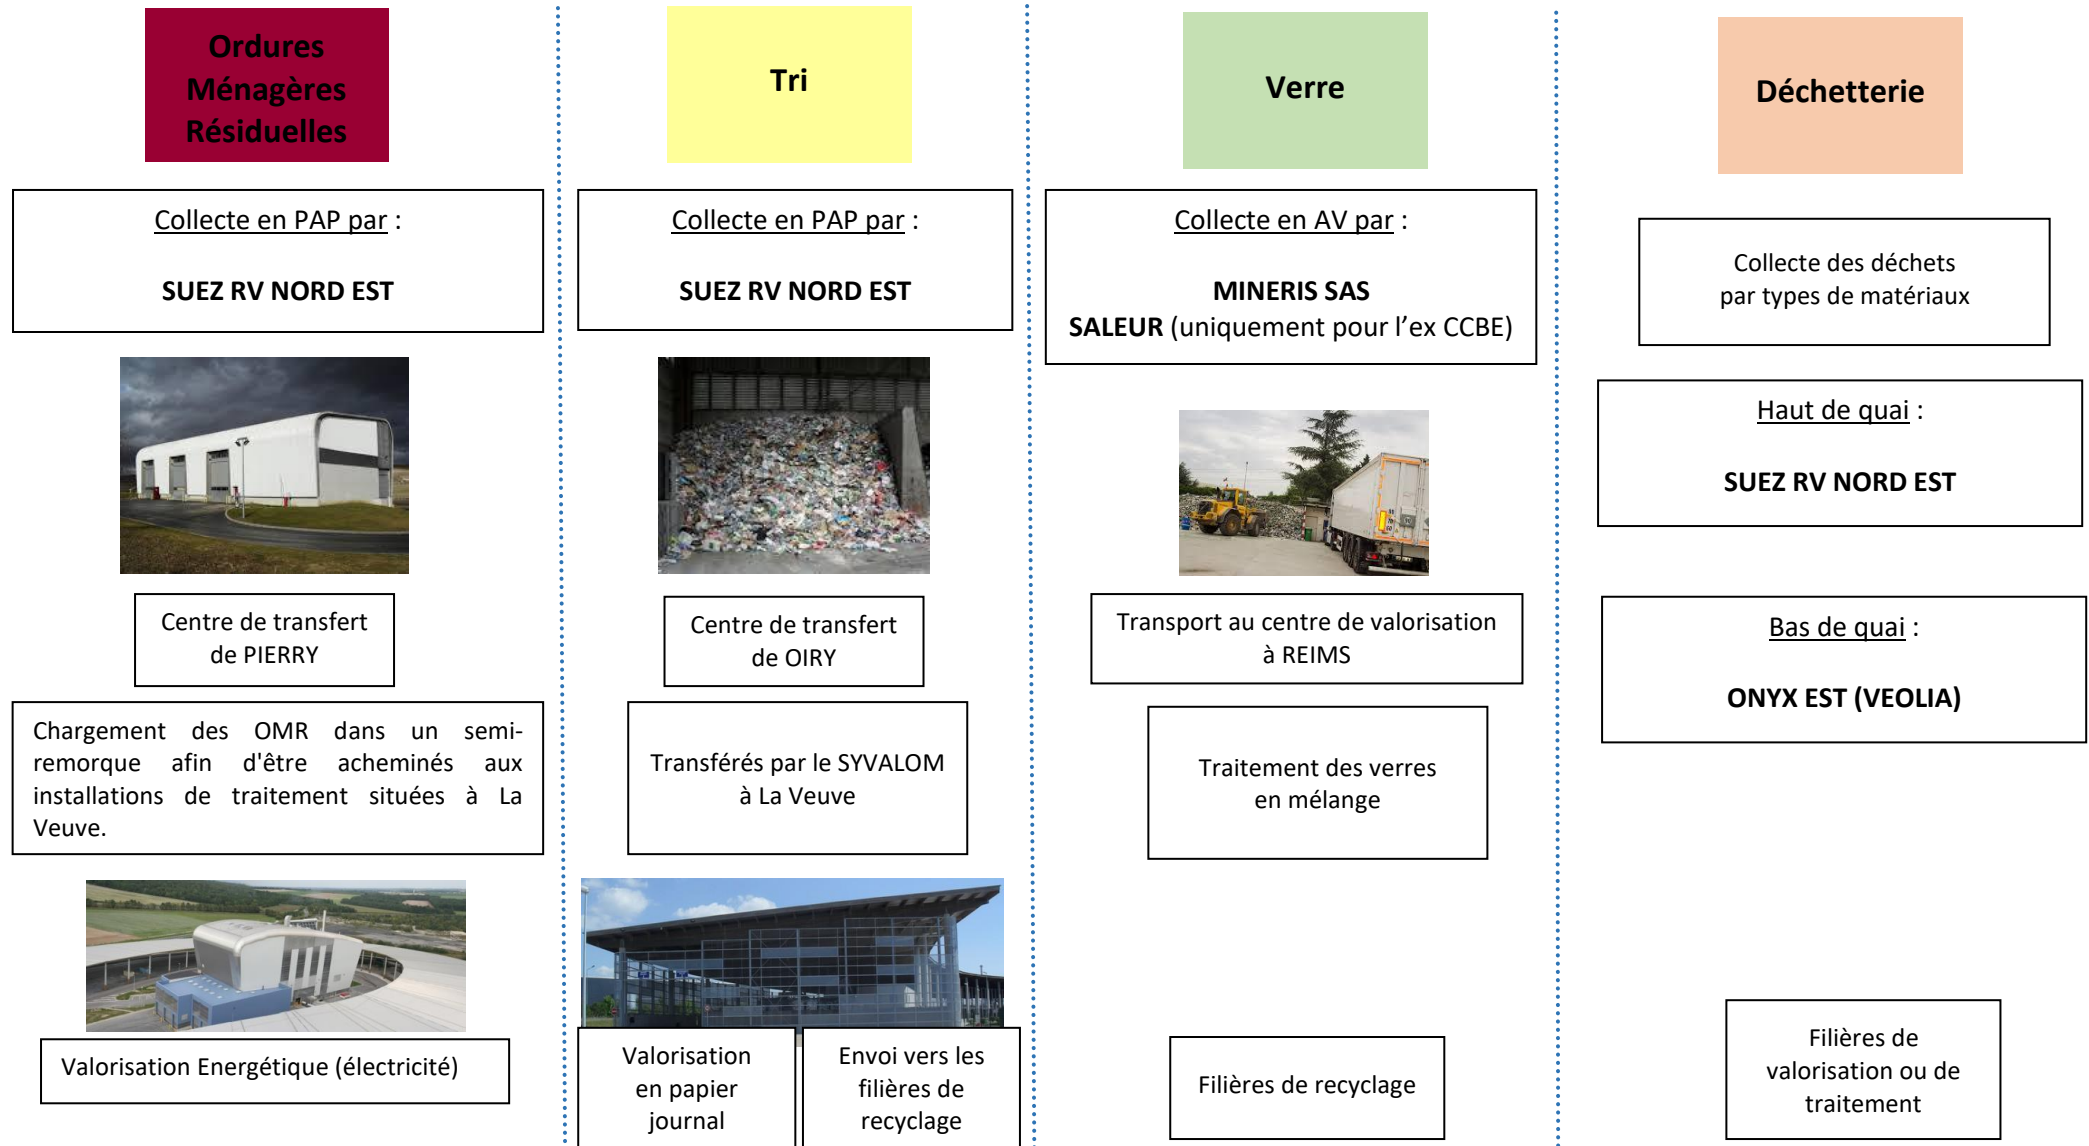 Ordures
Ménagères
Résiduelles
Collecte en PAP par :
SUEZ RV NORD EST
Centre de transfert
de PIERRY
Chargement des OMR dans un semi-
remorque afin d'être acheminés aux
installations de traitement situées à La
Veuve.
Valorisation Energétique (électricité)
Tri
Collecte en PAP par :
SUEZ RV NORD EST
Centre de transfert
de OIRY
Transférés par le SYVALOM
à La Veuve
Valorisation
en papier
journal
Envoi vers les
filières de
recyclage
Verre
Collecte en AV par :
MINERIS SAS
SALEUR (uniquement pour l’ex CCBE)
Transport au centre de valorisation
à REIMS
Traitement des verres
en mélange
Filières de recyclage
Déchetterie
Collecte des déchets
par types de matériaux
Haut de quai :
SUEZ RV NORD EST
Bas de quai :
ONYX EST (VEOLIA)
Filières de
valorisation ou de
traitement